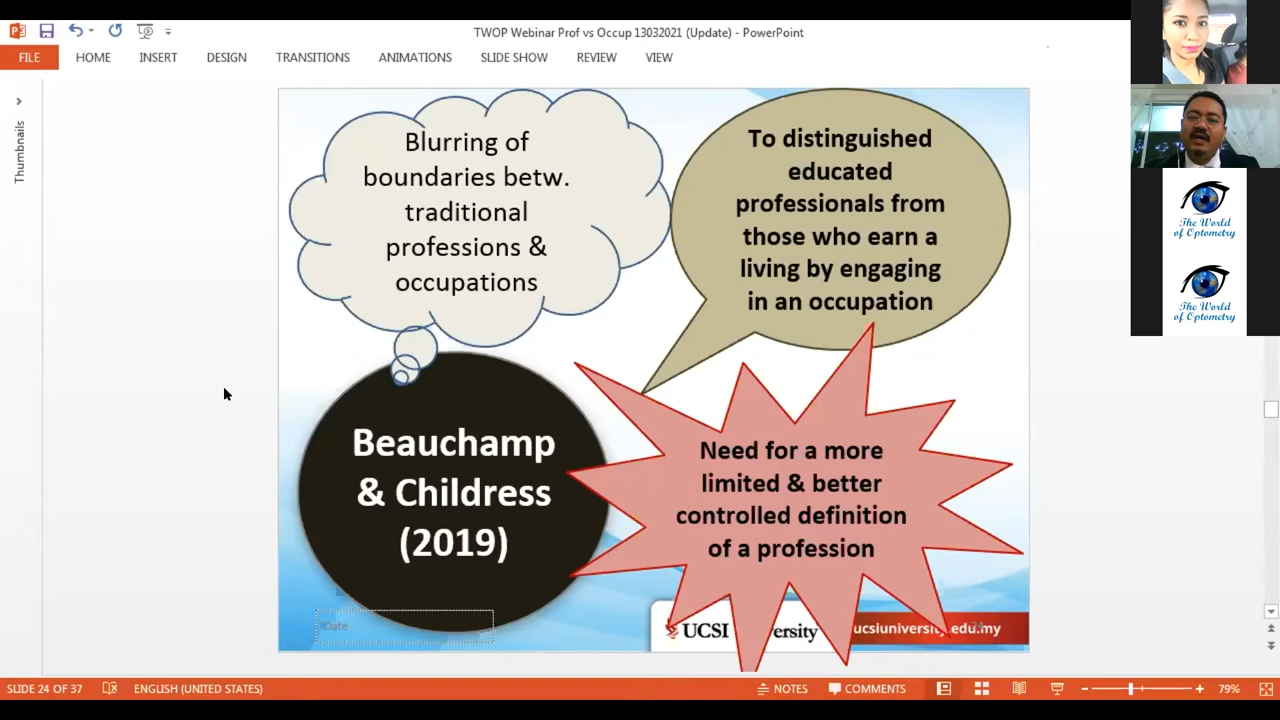 TWOP Webinar Prof vs Occup 13032021 (Update) - PowerPoint
FILE HOME INSERT DESIGN TRANSITIONS ANIMATIONS SLIDE SHOW REVIEW VIEW
Thumbnails
Blurring of
boundaries betw.
traditional
professions &
occupations
To distinguished
educated
professionals from
those who earn a
living by engaging
in an occupation
Beauchamp
& Childress
(2019)
Need for a more
limited & better
controlled definition
of a profession
Date
UCSI
ucsiuniversity.edu.my
24
The World
of Optometry
The World
of Optometry
SLIDE 24 OF 37 ENGLISH (UNITED STATES) NOTES COMMENTS 79%